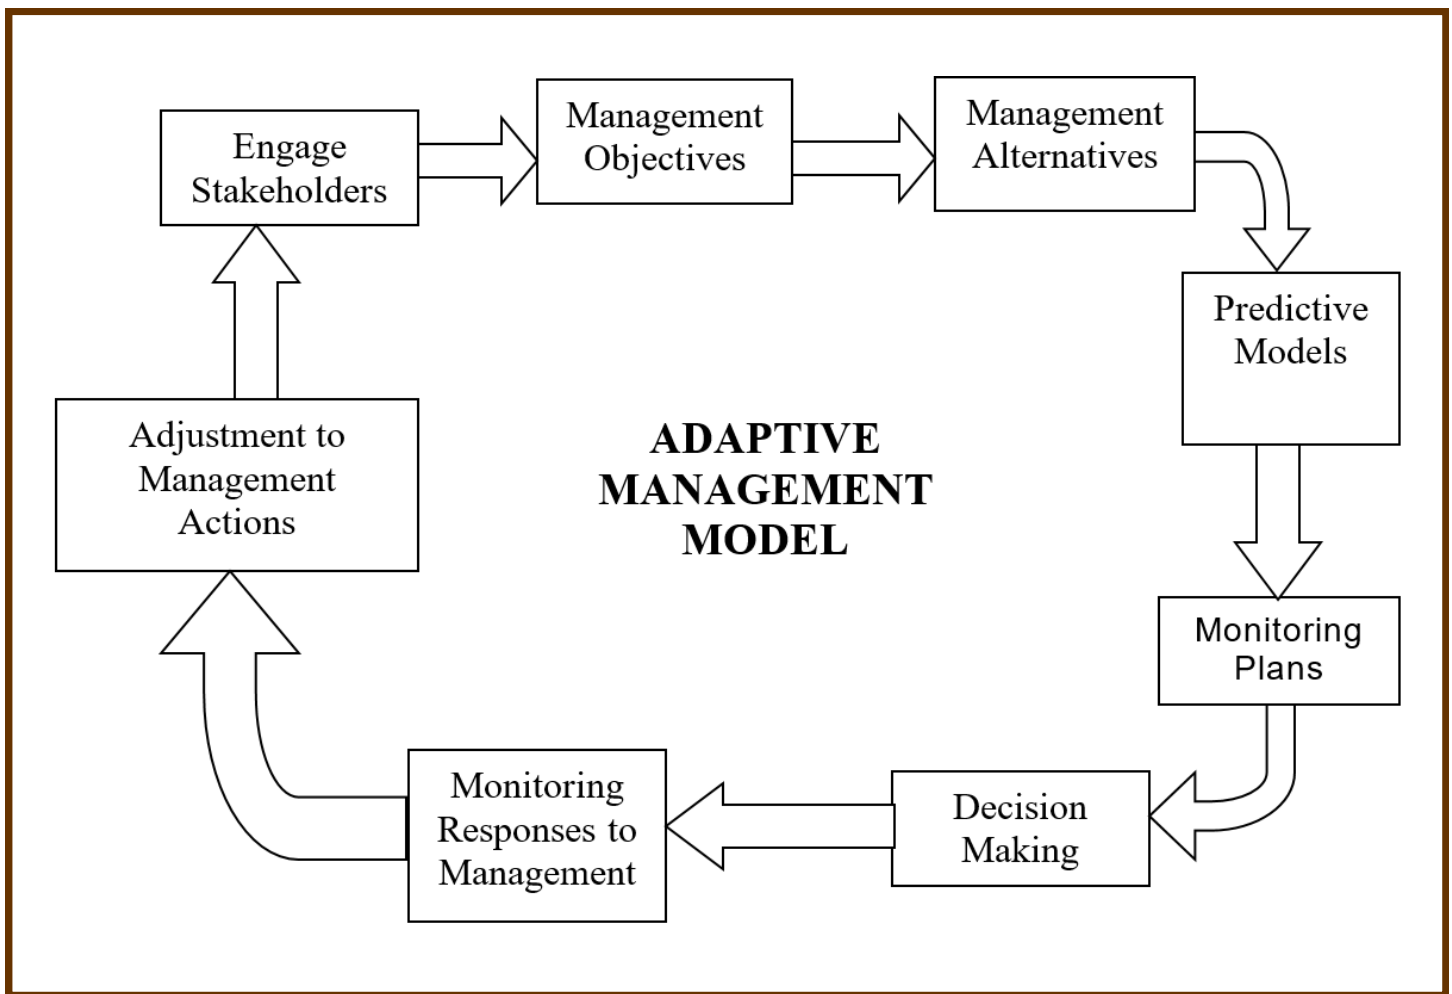 Engage
Stakeholders
Management
Objectives
Management
Alternatives
Predictive
Models
Monitoring
Plans
Decision
Making
Monitoring
Responses to
Management
Adjustment to
Management
Actions
ADAPTIVE
MANAGEMENT
MODEL